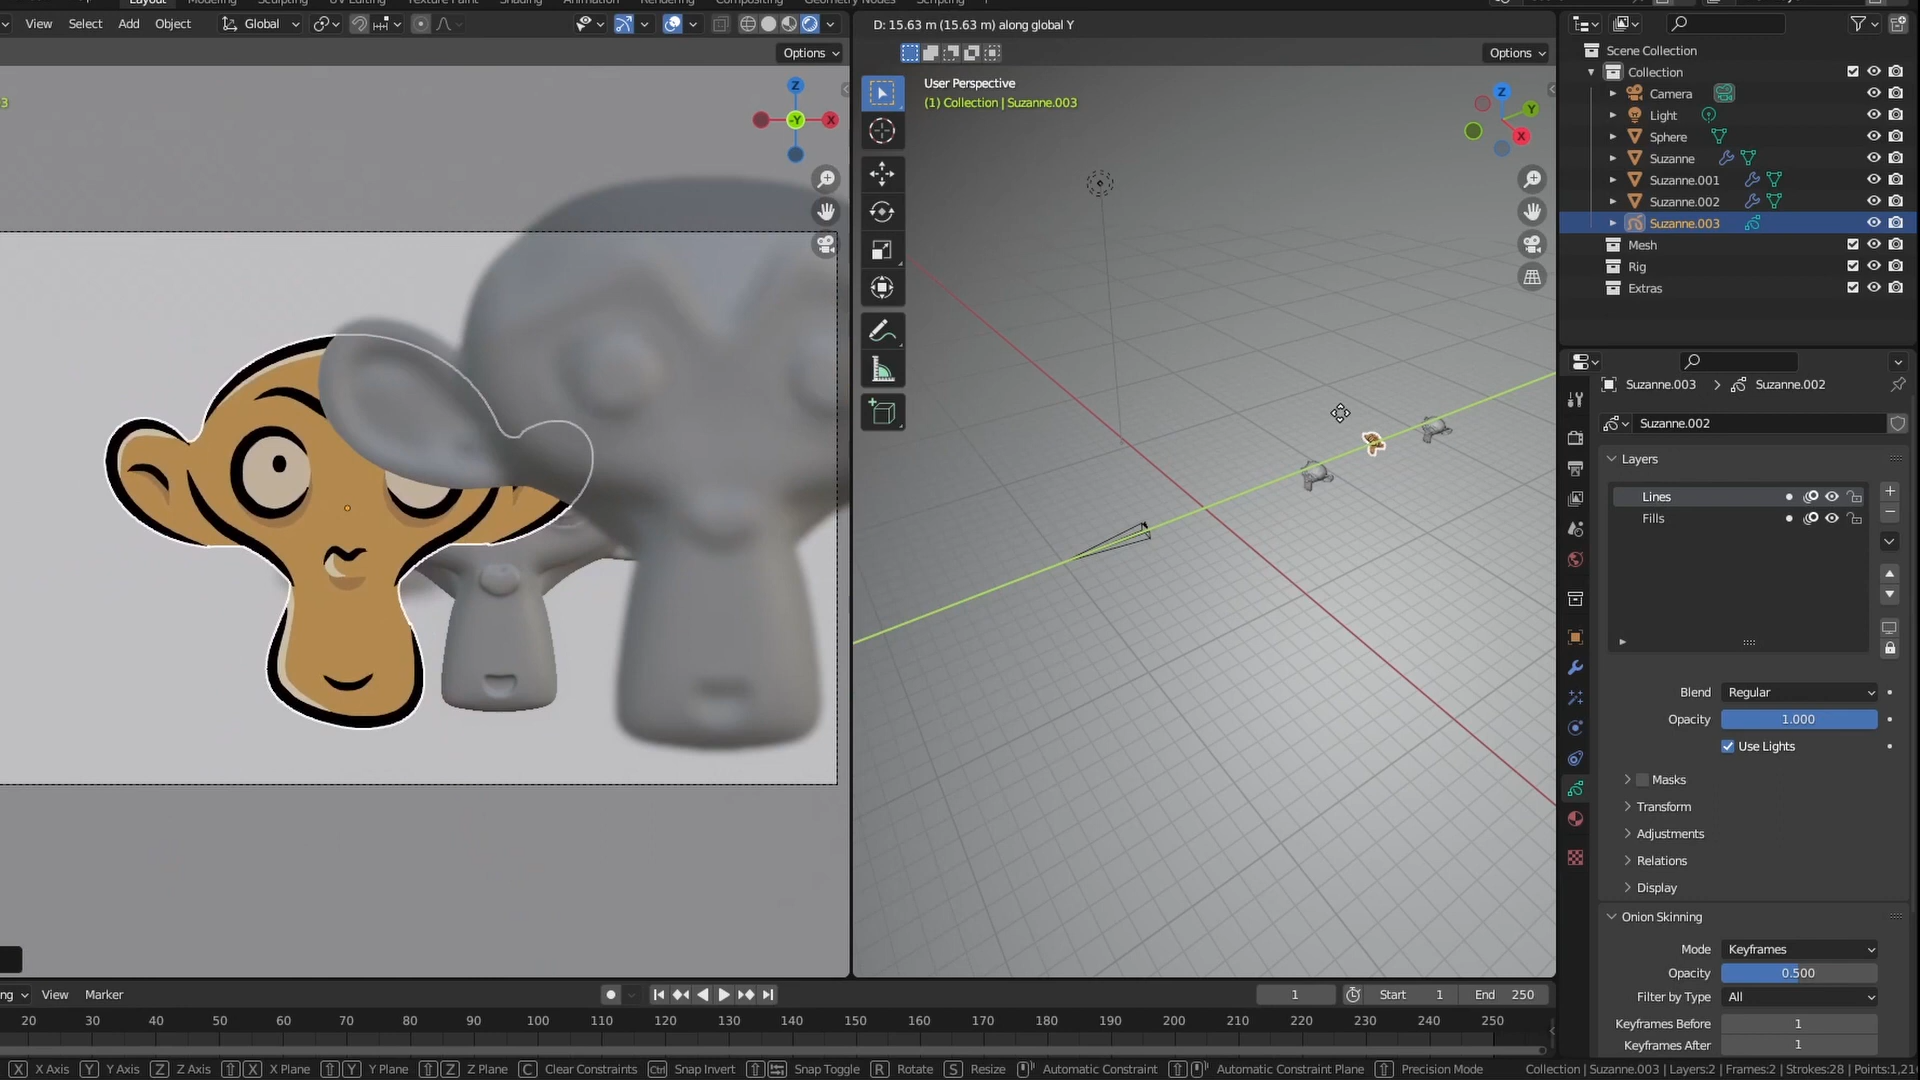 View Select Add Object Global
Options
3
Z
-Y
X
D: 15.63 m (15.63 m) along global Y
Options
User Perspective
(1) Collection | Suzanne.003
Z
Y
X
Scene Collection
Collection
Camera
Light
Sphere
Suzanne
Suzanne.001
Suzanne.002
Suzanne.003
Mesh
Rig
Extras
Suzanne.003 > Suzanne.002
Suzanne.002
Layers
Lines
Fills
Blend Regular
Opacity 1.000
Use Lights
Masks
Transform
Adjustments
Relations
Display
Onion Skinning
Mode Keyframes
Opacity 0.500
Filter by Type All
Keyframes Before 1
Keyframes After 1
ng View Marker
1 Start 1 End 250
20 30 40 50 60 70 80 90 100 110 120 130 140 150 160 170 180 190 200 210 220 230 240 250
X X Axis Y Y Axis Z Z Axis X X Plane Y Y Plane Z Z Plane C Clear Constraints Ctrl Snap Invert Snap Toggle R Rotate S Resize Automatic Constraint Automatic Constraint Plane Precision Mode Collection | Suzanne.003 | Layers:2 | Frames:2 | Strokes:28 | Points:1,21